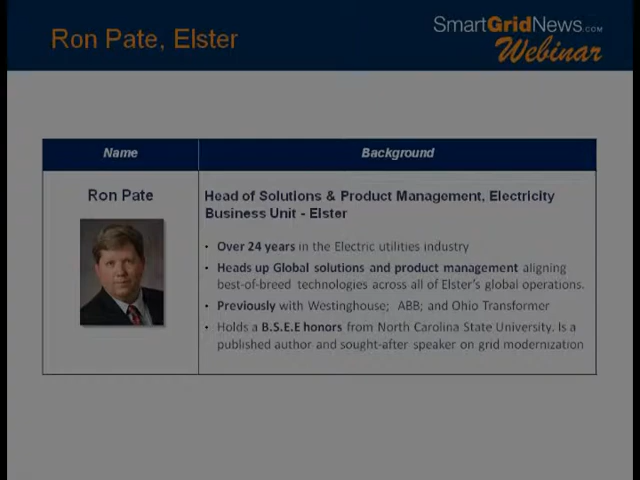 Ron Pate, Elster
SmartGridNews.COM
Webinar
Name
Background
Ron Pate
Head of Solutions & Product Management, Electricity
Business Unit - Elster
• Over 24 years in the Electric utilities industry
• Heads up Global solutions and product management aligning
best-of-breed technologies across all of Elster's global operations.
• Previously with Westinghouse; ABB; and Ohio Transformer
• Holds a B.S.E.E honors from North Carolina State University. Is a
published author and sought-after speaker on grid modernization